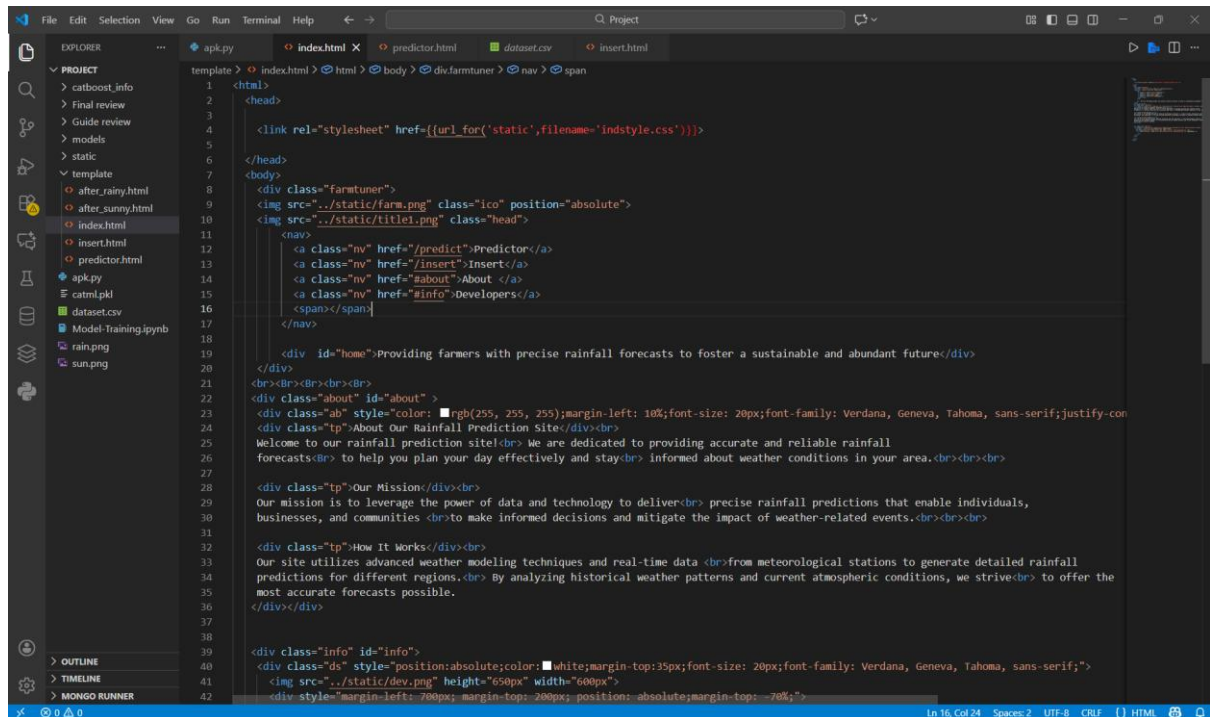 File Edit Selection View Go Run Terminal Help
Project
EXPLORER
PROJECT
catboost_info
Final review
Guide review
models
static
template
after_rainy.html
after_sunny.html
index.html
insert.html
predictor.html
apk.py
catml.pkl
dataset.csv
Model-Training.ipynb
rain.png
sun.png
OUTLINE
TIMELINE
MONGO RUNNER
apk.py index.html predictor.html dataset.csv insert.html
template > index.html > html > body > div.farmtuner > nav > span
1 <html>
2 <head>
3
4 <link rel="stylesheet" href={{url_for('static',filename='indstyle.css')}}>
5
6 </head>
7 <body>
8 <div class="farmtuner">
9 <img src="../static/farm.png" class="ico" position="absolute">
10 <img src="../static/title1.png" class="head">
11 <nav>
12 <a class="nv" href="/predict">Predictor</a>
13 <a class="nv" href="/insert">Insert</a>
14 <a class="nv" href="#about">About </a>
15 <a class="nv" href="#info">Developers</a>
16 <span></span>
17 </nav>
18
19 <div  id="home">Providing farmers with precise rainfall forecasts to foster a sustainable and abundant future</div>
20 </div>
21 <br><Br><Br><br><Br>
22 <div class="about" id="about" >
23 <div class="ab" style="color: rgb(255, 255, 255);margin-left: 10%;font-size: 20px;font-family: Verdana, Geneva, Tahoma, sans-serif;justify-con
24 <div class="tp">About Our Rainfall Prediction Site</div><br>
25 Welcome to our rainfall prediction site!<br> We are dedicated to providing accurate and reliable rainfall
26 forecasts<Br> to help you plan your day effectively and stay<br> informed about weather conditions in your area.<br><br><br>
27
28 <div class="tp">Our Mission</div><br>
29 Our mission is to leverage the power of data and technology to deliver<br> precise rainfall predictions that enable individuals,
30 businesses, and communities <br>to make informed decisions and mitigate the impact of weather-related events.<br><br><br>
31
32 <div class="tp">How It Works</div><br>
33 Our site utilizes advanced weather modeling techniques and real-time data <br>from meteorological stations to generate detailed rainfall
34 predictions for different regions.<br> By analyzing historical weather patterns and current atmospheric conditions, we strive<br> to offer the
35 most accurate forecasts possible.
36 </div></div>
37
38
39 <div class="info" id="info">
40 <div class="ds" style="position:absolute;color:white;margin-top:35px;font-size: 20px;font-family: Verdana, Geneva, Tahoma, sans-serif;">
41 <img src="../static/dev.png" height="650px" width="600px">
42 <div style="margin-left: 700px; margin-top: 200px; position: absolute;margin-top: -70%;">
0 0 0 Ln 16, Col 24 Spaces: 2 UTF-8 CRLF {} HTML